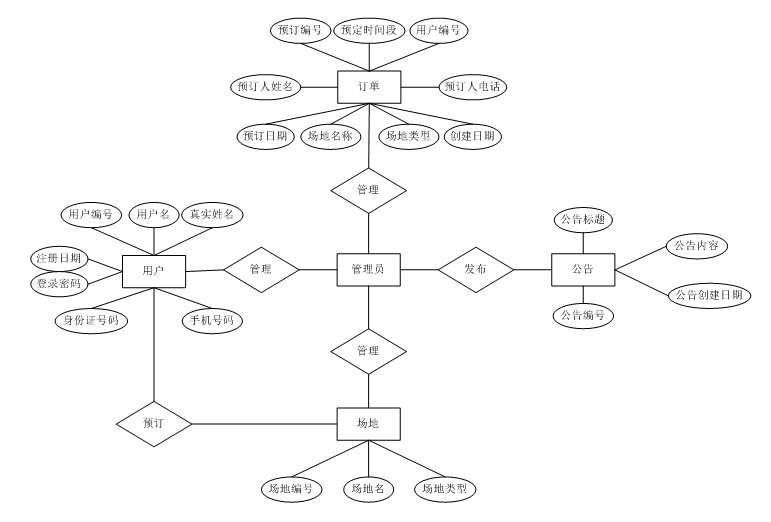 预订编号
预定时间段
用户编号
预订人姓名
订单
预订人电话
预订日期
场地名称
场地类型
创建日期
管理
用户编号
用户名
真实姓名
公告标题
注册日期
公告内容
用户
管理
管理员
发布
公告
登录密码
公告创建日期
身份证号码
手机号码
公告编号
管理
预订
场地
场地编号
场地名
场地类型